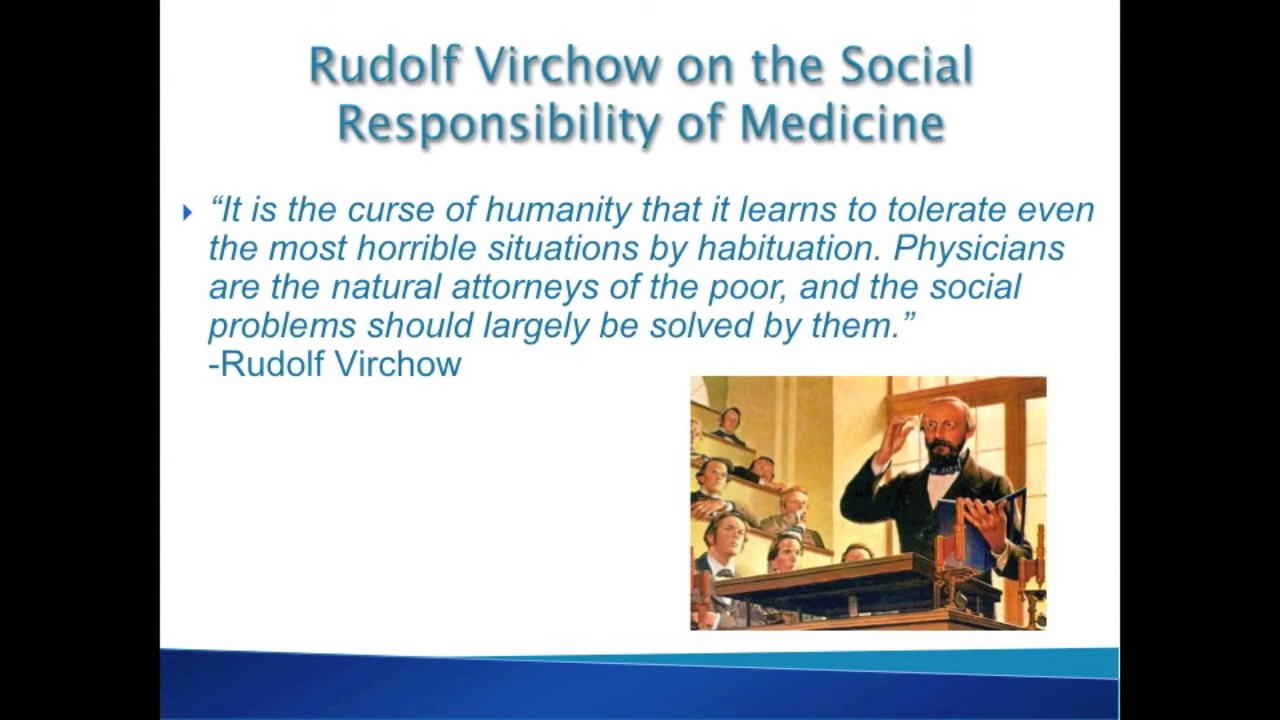 Rudolf Virchow on the Social
Responsibility of Medicine
“It is the curse of humanity that it learns to tolerate even
the most horrible situations by habituation. Physicians
are the natural attorneys of the poor, and the social
problems should largely be solved by them.”
-Rudolf Virchow